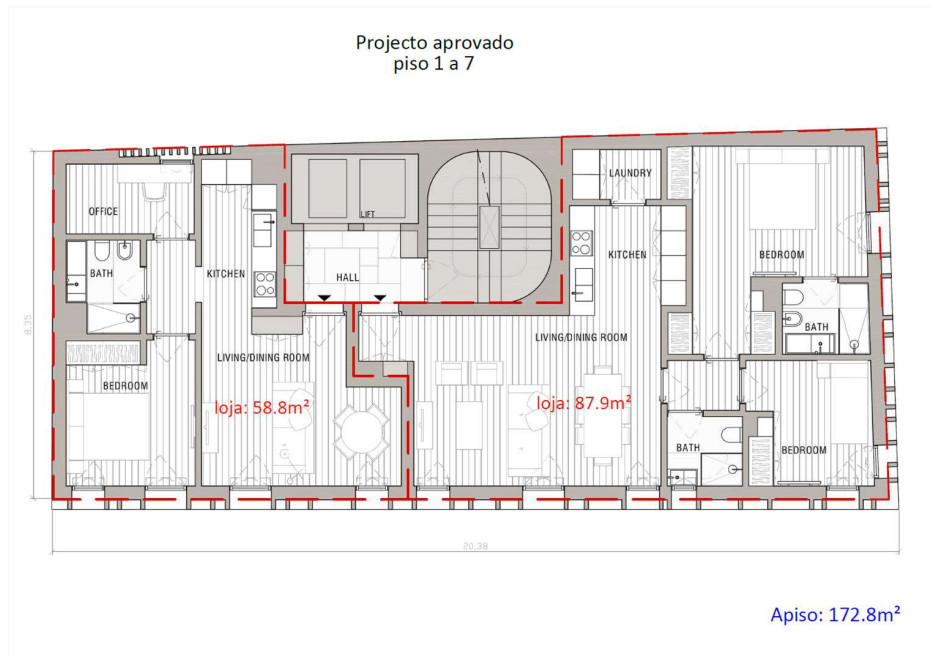 Projecto aprovado
piso 1 a 7
LAUNDRY
OFFICE
LIFT
BATH
KITCHEN
HALL
KITCHEN
BEDROOM
BATH
LIVING/DINING ROOM
LIVING/DINING ROOM
BEDROOM
loja: 58.8m²
loja: 87.9m²
BATH
BEDROOM
8,35
20,38
Apiso: 172.8m²